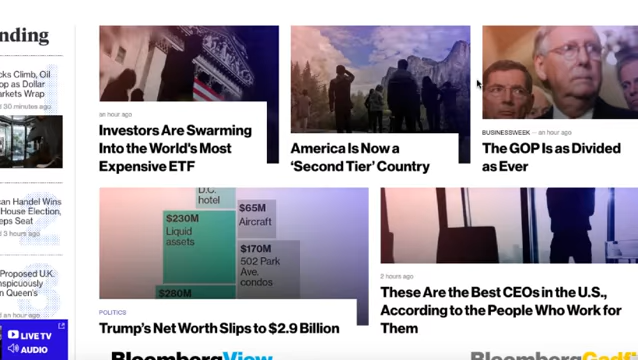 nding
cks Climb, Oil
op as Dollar
arkets Wrap
d 30 minutes ago
can Handel Wins
House Election,
eps Seat
d 3 hours ago
Proposed U.K.
nspicuously
n Queen's
d an hour ago
LIVE TV
AUDIO
an hour ago
Investors Are Swarming
Into the World's Most
Expensive ETF
America Is Now a
'Second Tier' Country
BUSINESSWEEK — an hour ago
The GOP Is as Divided
as Ever
D.C.
hotel
$230M
Liquid
assets
$65M
Aircraft
$170M
502 Park
Ave.
condos
$280M
POLITICS
Trump's Net Worth Slips to $2.9 Billion
2 hours ago
These Are the Best CEOs in the U.S.,
According to the People Who Work for
Them
BloombergView
BloombergGadfly